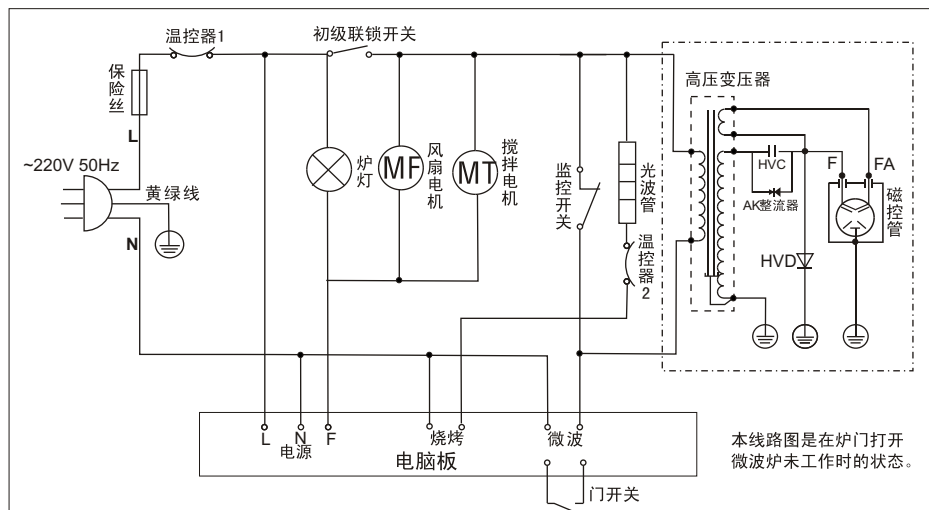 温控器1
初级联锁开关
保险丝
L
~220V 50Hz
黄绿线
N
炉灯
MF
风扇电机
MT
搅拌电机
监控开关
光波管
温控器2
高压变压器
HVC
AK整流器
HVD
F
FA
磁控管
L
N
F
电源
烧烤
微波
电脑板
门开关
本线路图是在炉门打开
微波炉未工作时的状态。